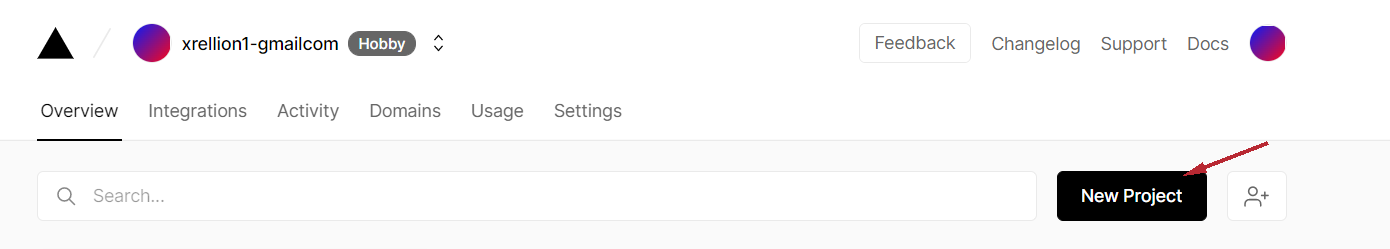 xrellion1-gmailcom Hobby Feedback Changelog Support Docs
Overview Integrations Activity Domains Usage Settings
Search... New Project